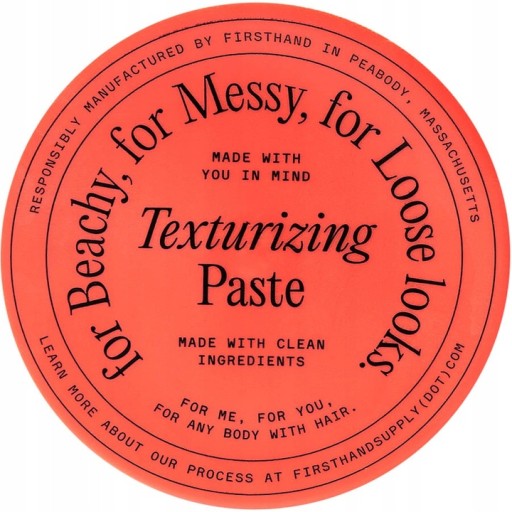 RESPONSIBLY MANUFACTURED BY FIRSTHAND IN PEABODY, MASSACHUSETTS
for Beachy, for Messy, for Loose looks.
MADE WITH
YOU IN MIND
Texturizing
Paste
MADE WITH CLEAN
INGREDIENTS
FOR ME, FOR YOU,
FOR ANY BODY WITH HAIR.
LEARN MORE ABOUT OUR PROCESS AT FIRSTHANDSUPPLY(DOT)COM